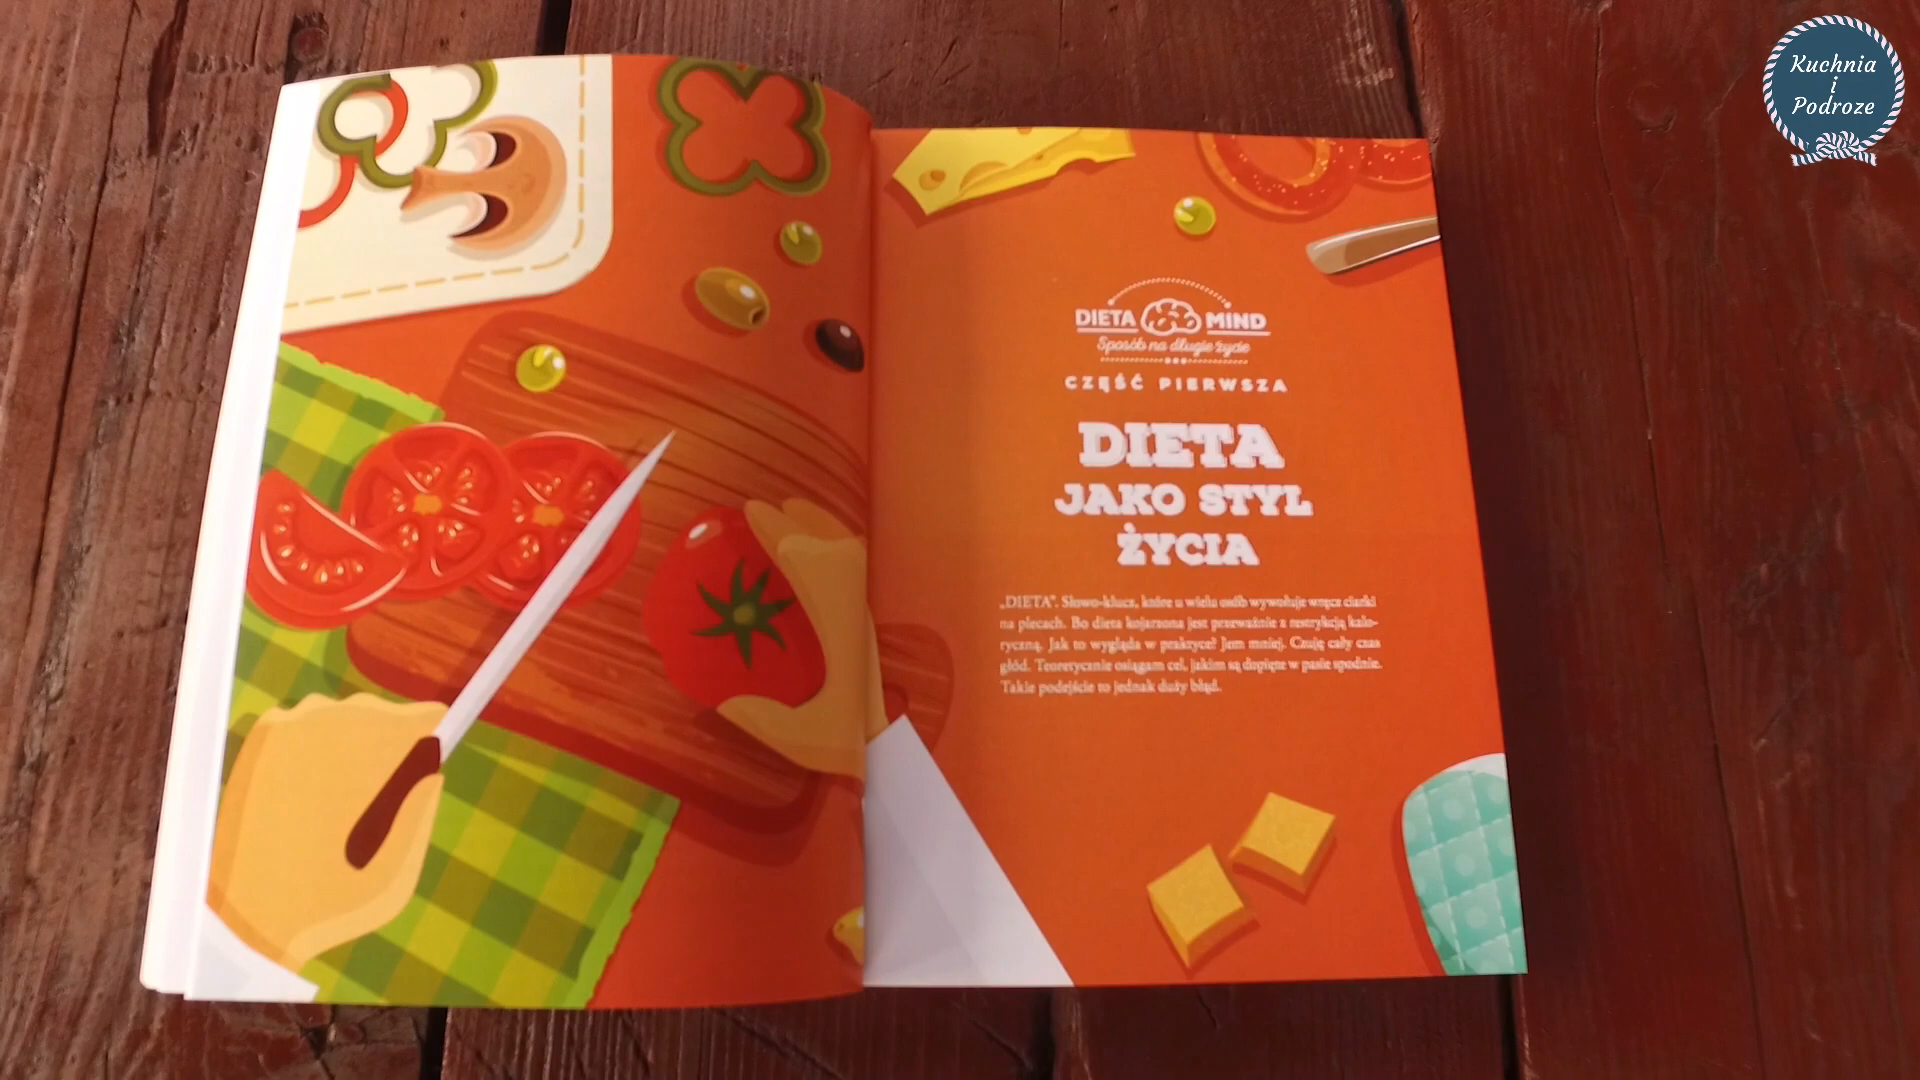 Kuchnia
i
Podroze
DIETA MIND
Sposób na długie życie
CZĘŚĆ PIERWSZA
DIETA
JAKO STYL
ŻYCIA
„DIETA”. Słowo-klucz, które u wielu osób wywołuje wręcz ciarki
na plecach. Bo dieta kojarzona jest przeważnie z restrykcją kalo-
ryczną. Jak to wygląda w praktyce? Jem mniej. Czuję cały czas
głód. Teoretycznie osiągam cel, jakim są dopięte w pasie spodnie.
Takie podejście to jednak duży błąd.